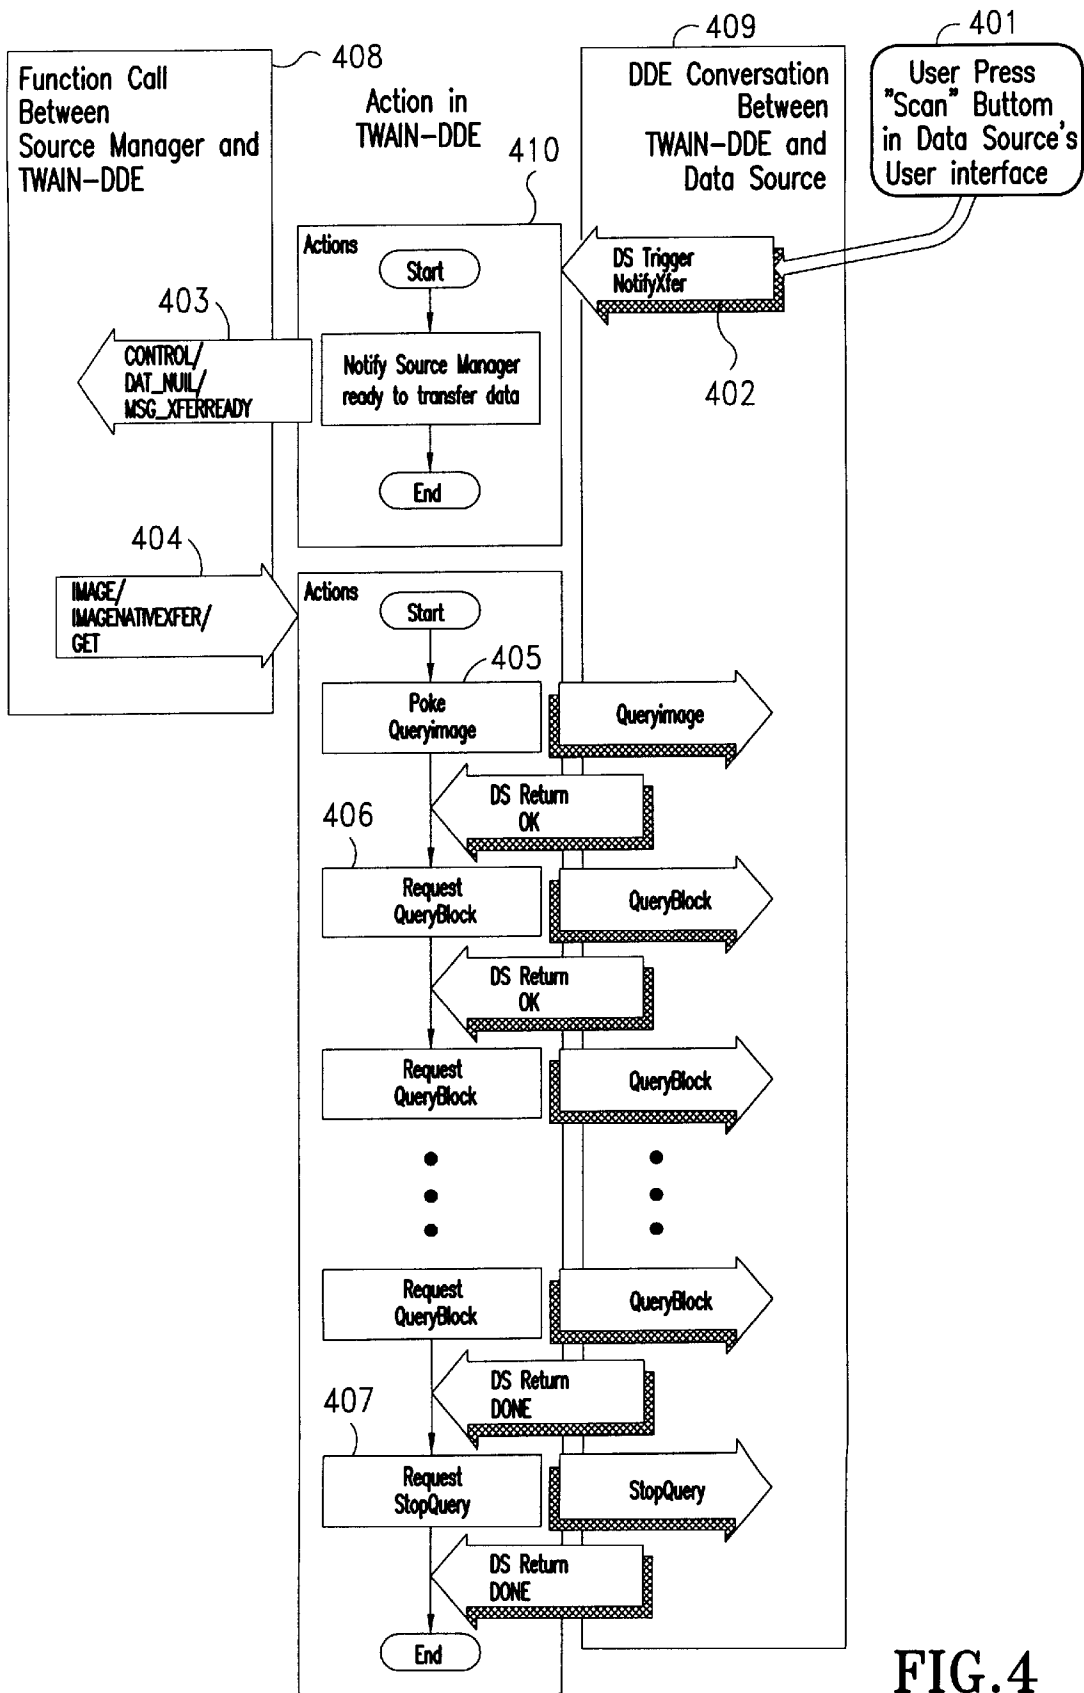 408
Function Call
Between
Source Manager and
TWAIN-DDE
Action in
TWAIN-DDE
409
DDE Conversation
Between
TWAIN-DDE and
Data Source
401
User Press
"Scan" Buttom
in Data Source's
User interface
410
Actions
Start
DS Trigger
NotifyXfer
402
403
CONTROL/
DAT_NUIL/
MSG_XFERREADY
Notify Source Manager
ready to transfer data
End
404
IMAGE/
IMAGENATIVEXFER/
GET
Actions
Start
405
Poke
Queryimage
Queryimage
DS Return
OK
406
Request
QueryBlock
QueryBlock
DS Return
OK
Request
QueryBlock
QueryBlock
Request
QueryBlock
QueryBlock
DS Return
DONE
407
Request
StopQuery
StopQuery
DS Return
DONE
End
FIG.4